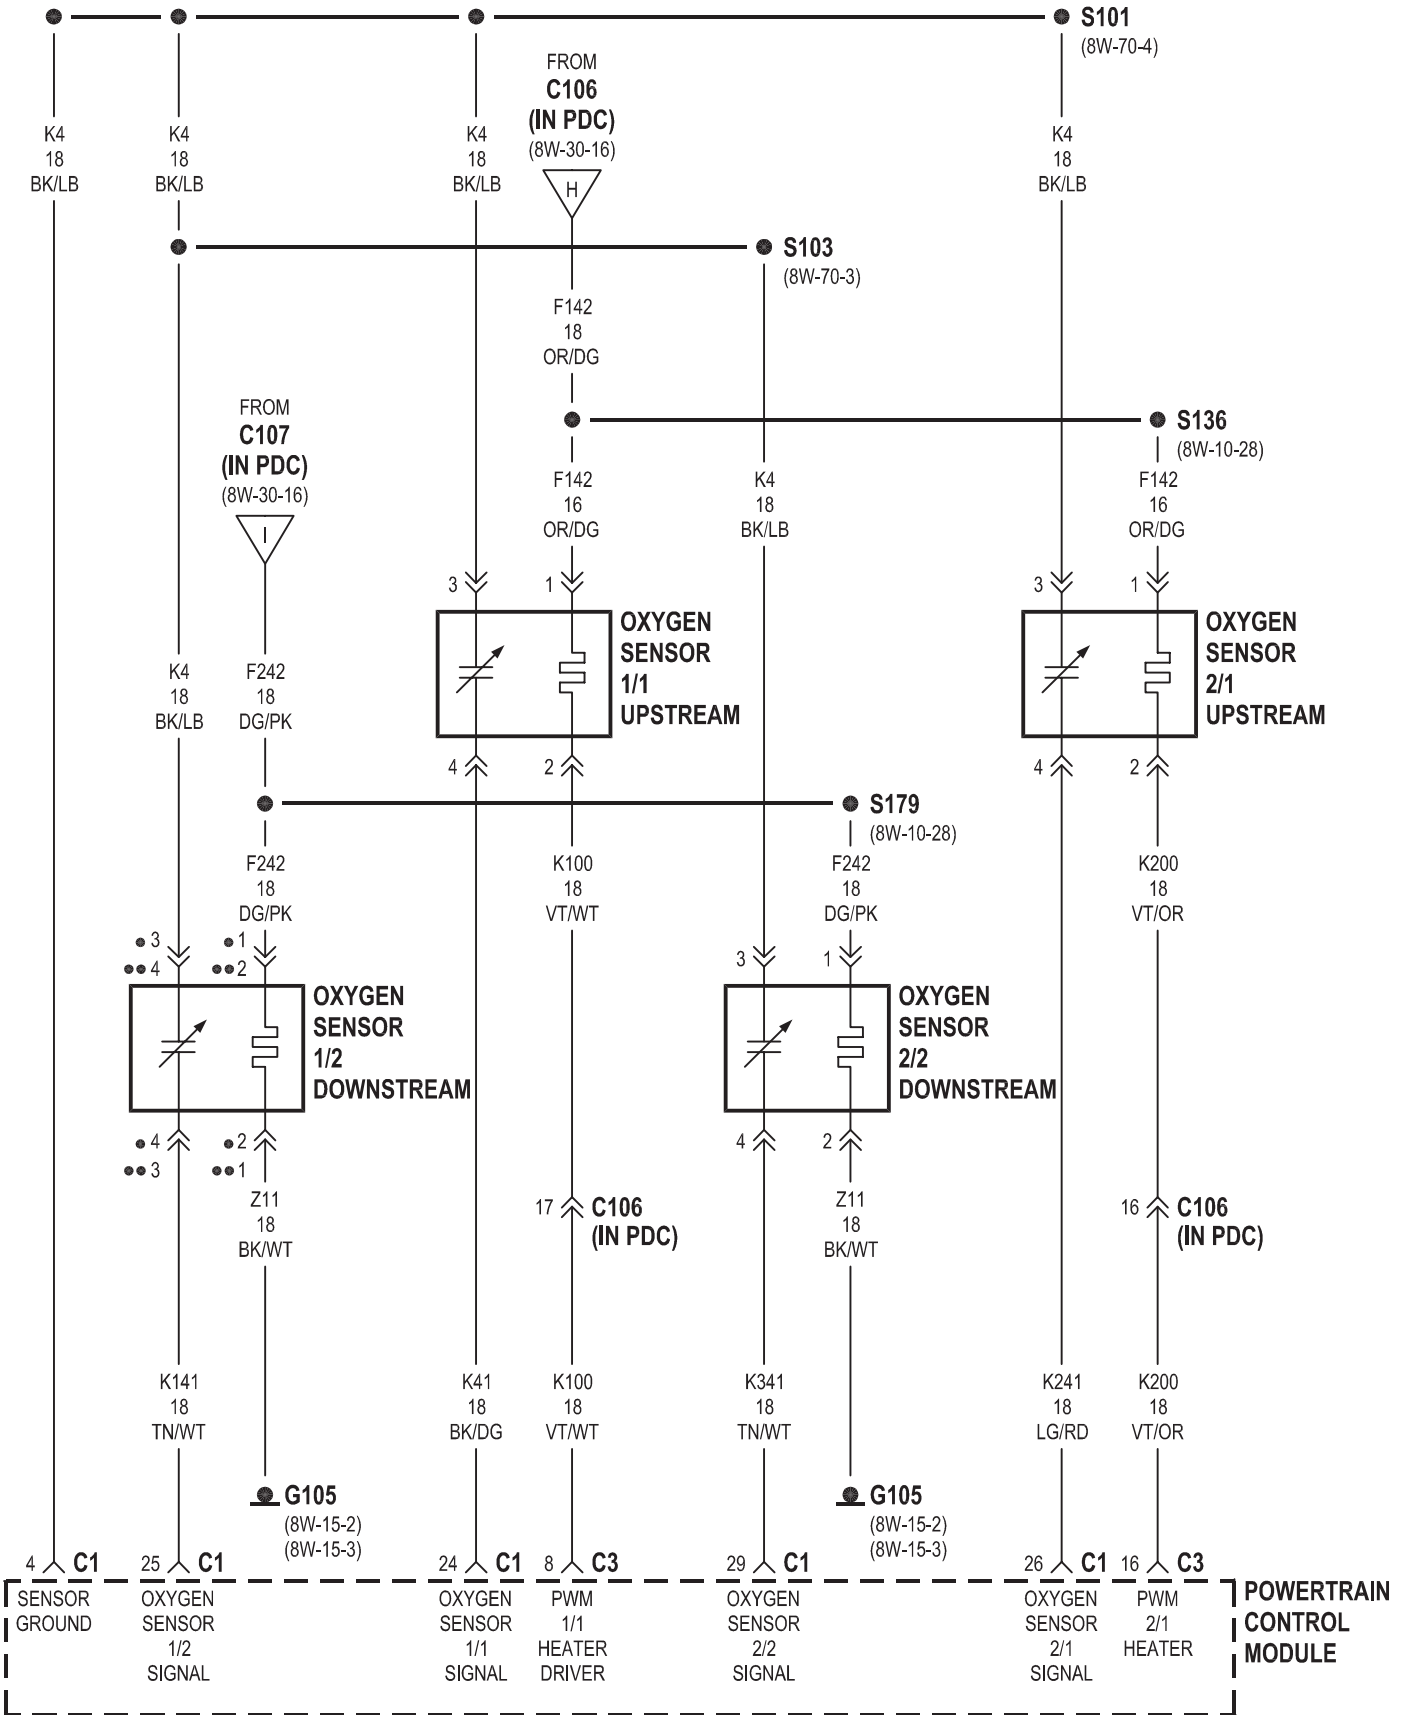 S101
(8W-70-4)
FROM
C106
(IN PDC)
(8W-30-16)
H
K4
18
BK/LB
K4
18
BK/LB
K4
18
BK/LB
K4
18
BK/LB
S103
(8W-70-3)
F142
18
OR/DG
FROM
C107
(IN PDC)
(8W-30-16)
I
S136
(8W-10-28)
F142
16
OR/DG
K4
18
BK/LB
F142
16
OR/DG
3
1
3
1
OXYGEN
SENSOR
1/1
UPSTREAM
OXYGEN
SENSOR
2/1
UPSTREAM
K4
18
BK/LB
F242
18
DG/PK
4
2
4
2
S179
(8W-10-28)
F242
18
DG/PK
K100
18
VT/WT
F242
18
DG/PK
K200
18
VT/OR
●3
●●4
●1
●●2
3
1
OXYGEN
SENSOR
1/2
DOWNSTREAM
OXYGEN
SENSOR
2/2
DOWNSTREAM
●4
●●3
●2
●●1
4
2
Z11
18
BK/WT
17
C106
(IN PDC)
Z11
18
BK/WT
16
C106
(IN PDC)
K141
18
TN/WT
K41
18
BK/DG
K100
18
VT/WT
K341
18
TN/WT
K241
18
LG/RD
K200
18
VT/OR
G105
(8W-15-2)
(8W-15-3)
G105
(8W-15-2)
(8W-15-3)
4 C1
25 C1
24 C1
8 C3
29 C1
26 C1
16 C3
SENSOR
GROUND
OXYGEN
SENSOR
1/2
SIGNAL
OXYGEN
SENSOR
1/1
SIGNAL
PWM
1/1
HEATER
DRIVER
OXYGEN
SENSOR
2/2
SIGNAL
OXYGEN
SENSOR
2/1
SIGNAL
PWM
2/1
HEATER
POWERTRAIN
CONTROL
MODULE